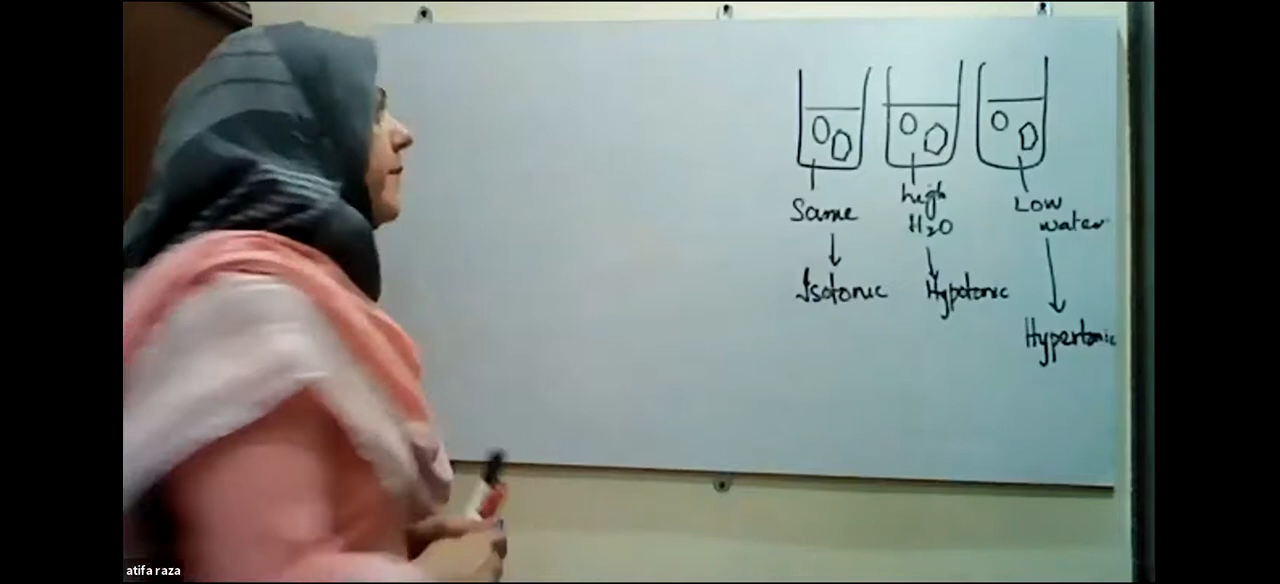 Same
high
H₂O
Low
water
Isotonic
Hypotonic
Hypertonic
atifa raza